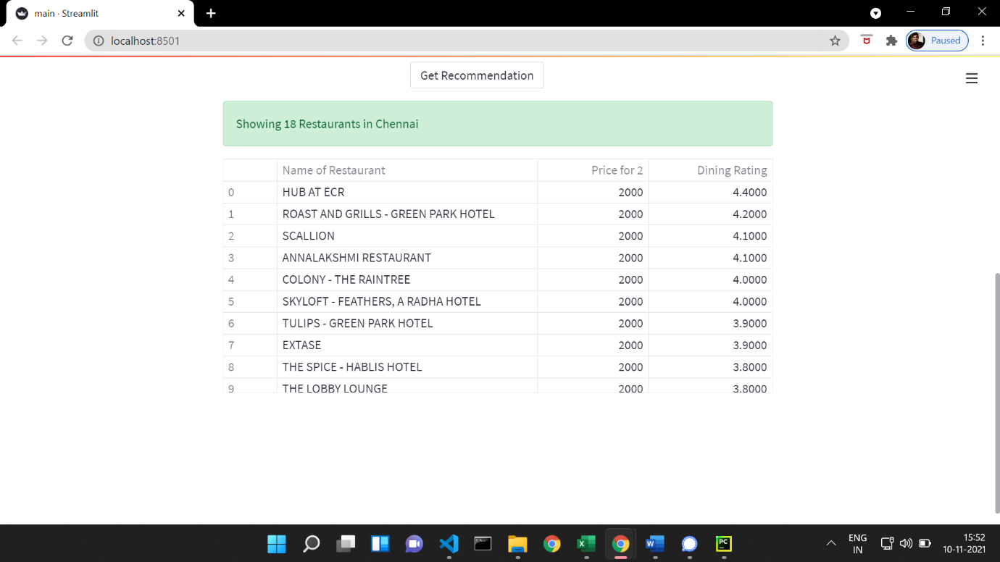 main · Streamlit
localhost:8501
Paused
Get Recommendation
Showing 18 Restaurants in Chennai
Name of Restaurant Price for 2 Dining Rating
0 HUB AT ECR 2000 4.4000
1 ROAST AND GRILLS - GREEN PARK HOTEL 2000 4.2000
2 SCALLION 2000 4.1000
3 ANNALAKSHMI RESTAURANT 2000 4.1000
4 COLONY - THE RAINTREE 2000 4.0000
5 SKYLOFT - FEATHERS, A RADHA HOTEL 2000 4.0000
6 TULIPS - GREEN PARK HOTEL 2000 3.9000
7 EXTASE 2000 3.9000
8 THE SPICE - HABLIS HOTEL 2000 3.8000
9 THE LOBBY LOUNGE 2000 3.8000
X
W
PC
ENG
IN
15:52
10-11-2021